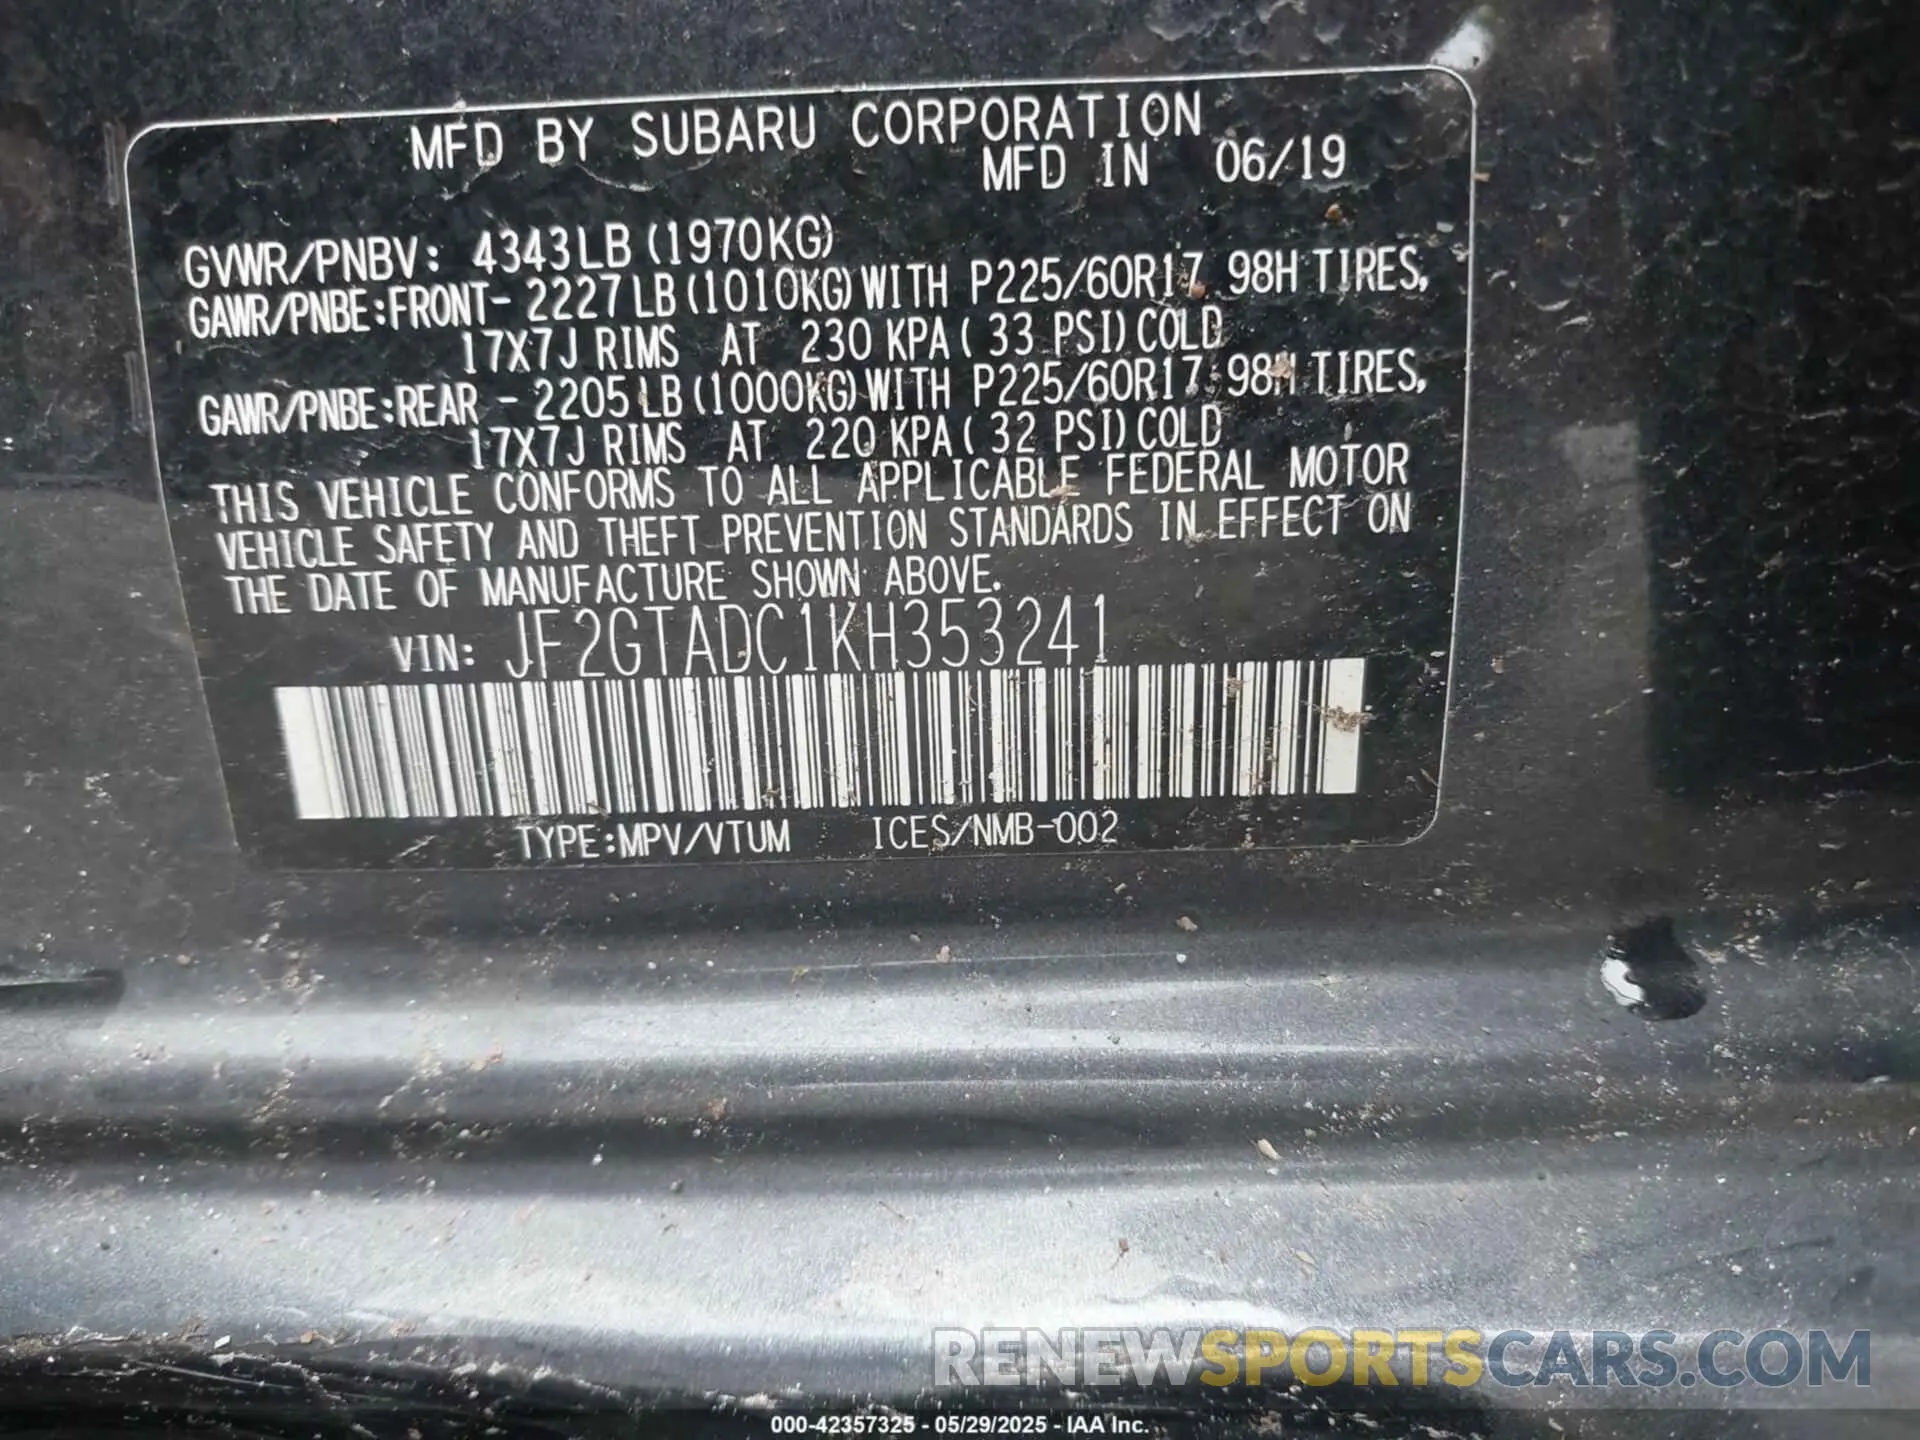 MFD BY SUBARU CORPORATION
MFD IN 06/19
GVWR/PNBV: 4343LB (1970KG)
GAWR/PNBE:FRONT- 2227LB (1010KG) WITH P225/60R17 98H TIRES,
17X7J RIMS AT 230 KPA ( 33 PSI) COLD
GAWR/PNBE:REAR - 2205LB (1000KG) WITH P225/60R17 98H TIRES,
17X7J RIMS AT 220 KPA ( 32 PSI) COLD
THIS VEHICLE CONFORMS TO ALL APPLICABLE FEDERAL MOTOR
VEHICLE SAFETY AND THEFT PREVENTION STANDARDS IN EFFECT ON
THE DATE OF MANUFACTURE SHOWN ABOVE.
VIN: JF2GTADC1KH353241
TYPE:MPV/VTUM ICES/NMB-002
RENEWSPORTSCARS.COM
000-42357325 - 05/29/2025 - IAA Inc.